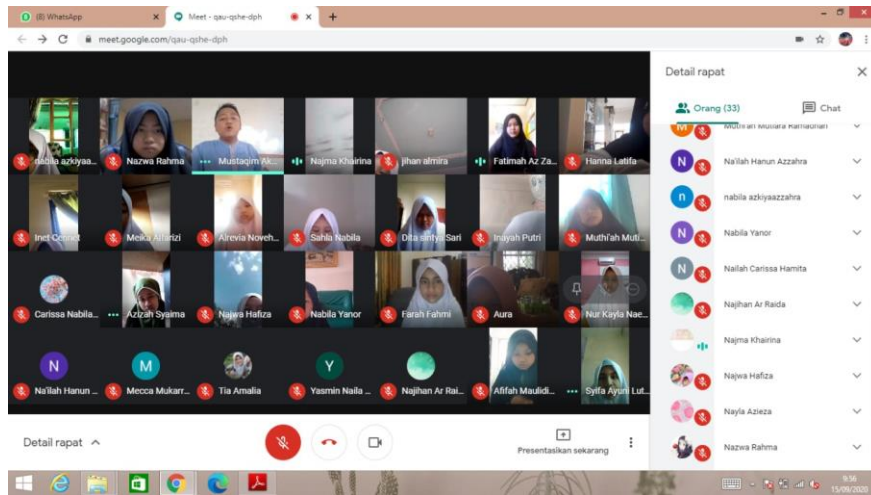 (8) WhatsApp
Meet - qau-qshe-dph
meet.google.com/qau-qshe-dph
Detail rapat
Orang (33)
Chat
nabila azkiyaa...
Nazwa Rahma
Mustaqim Ak...
Najma Khairina
jihan almira
Fatimah Az Za...
Hanna Latifa
Inet Cennet
Meika Alfarizi
Alrevia Noveh...
Sahla Nabila
Dita sintya Sari
Inayah Putri
Muthi'ah Muti...
Carissa Nabila...
Azizah Syaima
Najwa Hafiza
Nabila Yanor
Farah Fahmi
Aura
Nur Kayla Nae...
N
M
Y
Na'ilah Hanun ...
Mecca Mukarr...
Tia Amalia
Yasmin Naila ...
Najihan Ar Rai...
Afifah Maulidi...
Syifa Ayuni Lut...
N
Na'ilah Hanun Azzahra
n
nabila azkiyaazzahra
N
Nabila Yanor
N
Nailah Carissa Hamita
Najihan Ar Raida
Najma Khairina
Najwa Hafiza
Nayla Azieza
Nazwa Rahma
Detail rapat
Presentasikan sekarang
9:56
15/09/2020